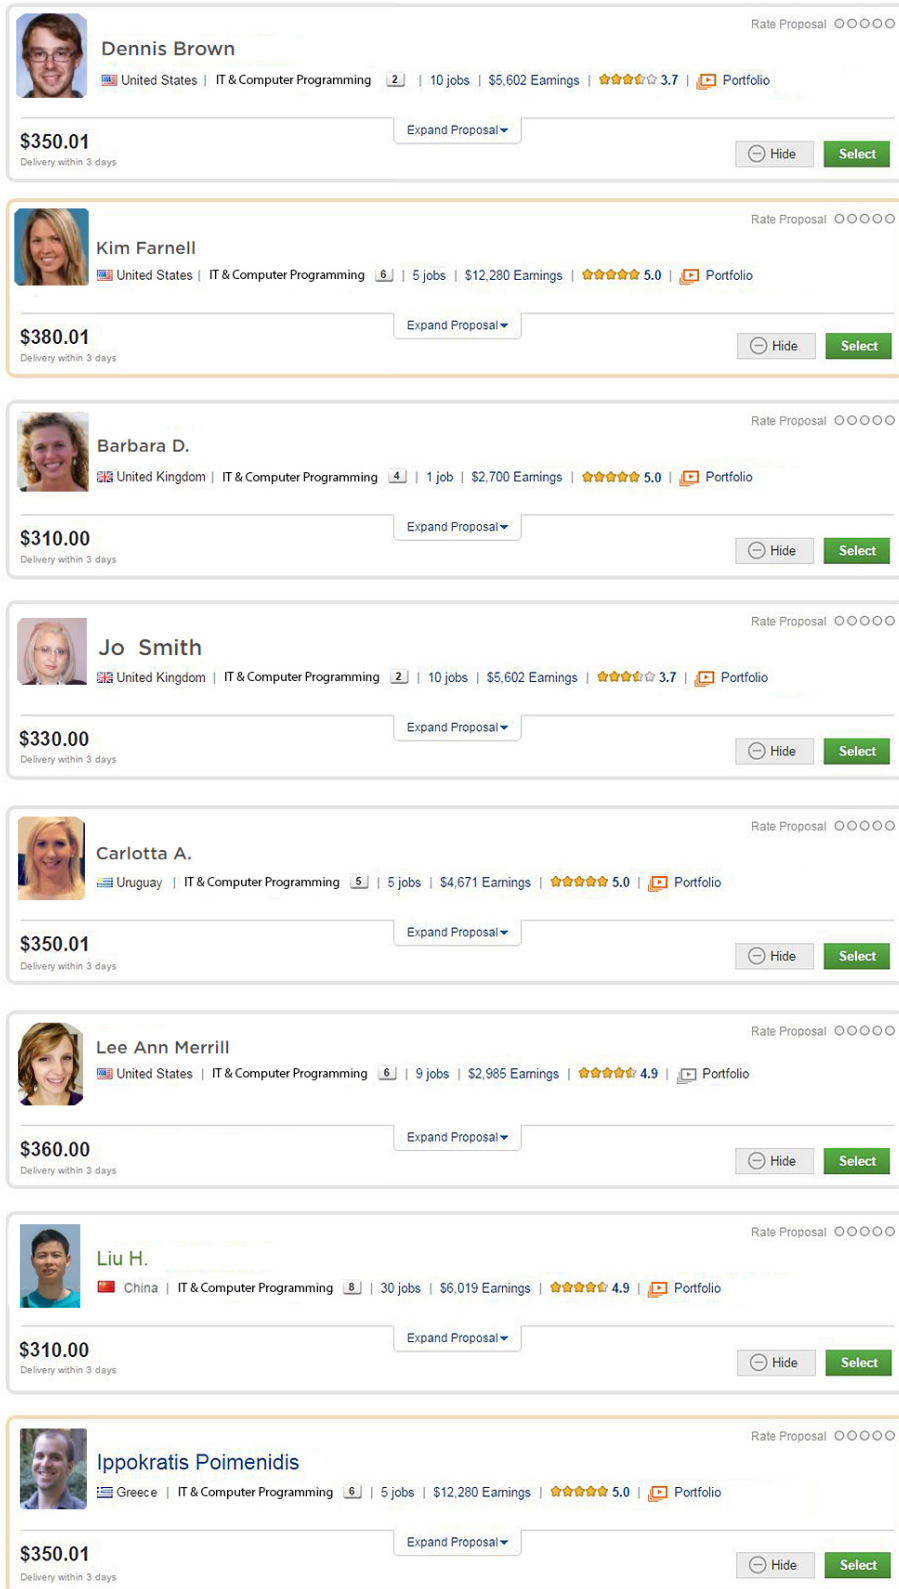 Rate Proposal
Dennis Brown
United States | IT & Computer Programming 2 | 10 jobs | $5,602 Earnings | 3.7 | Portfolio
Expand Proposal
$350.01
Delivery within 3 days
Hide Select
Rate Proposal
Kim Farnell
United States | IT & Computer Programming 6 | 5 jobs | $12,280 Earnings | 5.0 | Portfolio
Expand Proposal
$380.01
Delivery within 3 days
Hide Select
Rate Proposal
Barbara D.
United Kingdom | IT & Computer Programming 4 | 1 job | $2,700 Earnings | 5.0 | Portfolio
Expand Proposal
$310.00
Delivery within 3 days
Hide Select
Rate Proposal
Jo Smith
United Kingdom | IT & Computer Programming 2 | 10 jobs | $5,602 Earnings | 3.7 | Portfolio
Expand Proposal
$330.00
Delivery within 3 days
Hide Select
Rate Proposal
Carlotta A.
Uruguay | IT & Computer Programming 5 | 5 jobs | $4,671 Earnings | 5.0 | Portfolio
Expand Proposal
$350.01
Delivery within 3 days
Hide Select
Rate Proposal
Lee Ann Merrill
United States | IT & Computer Programming 6 | 9 jobs | $2,985 Earnings | 4.9 | Portfolio
Expand Proposal
$360.00
Delivery within 3 days
Hide Select
Rate Proposal
Liu H.
China | IT & Computer Programming 8 | 30 jobs | $6,019 Earnings | 4.9 | Portfolio
Expand Proposal
$310.00
Delivery within 3 days
Hide Select
Rate Proposal
Ippokratis Poimenidis
Greece | IT & Computer Programming 6 | 5 jobs | $12,280 Earnings | 5.0 | Portfolio
Expand Proposal
$350.01
Delivery within 3 days
Hide Select